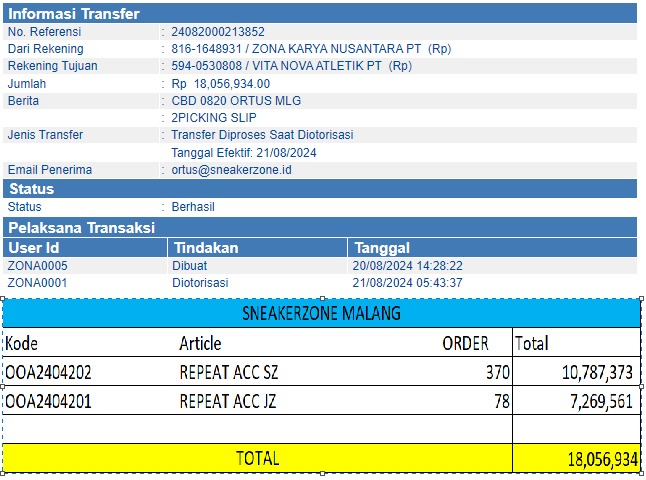 Informasi Transfer
No. Referensi : 24082000213852
Dari Rekening : 816-1648931 / ZONA KARYA NUSANTARA PT (Rp)
Rekening Tujuan : 594-0530808 / VITA NOVA ATLETIK PT (Rp)
Jumlah : Rp 18,056,934.00
Berita : CBD 0820 ORTUS MLG
: 2PICKING SLIP
Jenis Transfer : Transfer Diproses Saat Diotorisasi
Tanggal Efektif: 21/08/2024
Email Penerima : ortus@sneakerzone.id
Status
Status : Berhasil
Pelaksana Transaksi
User Id Tindakan Tanggal
ZONA0005 Dibuat 20/08/2024 14:28:22
ZONA0001 Diotorisasi 21/08/2024 05:43:37
SNEAKERZONE MALANG
Kode Article ORDER Total
OOA2404202 REPEAT ACC SZ 370 10,787,373
OOA2404201 REPEAT ACC JZ 78 7,269,561
TOTAL 18,056,934